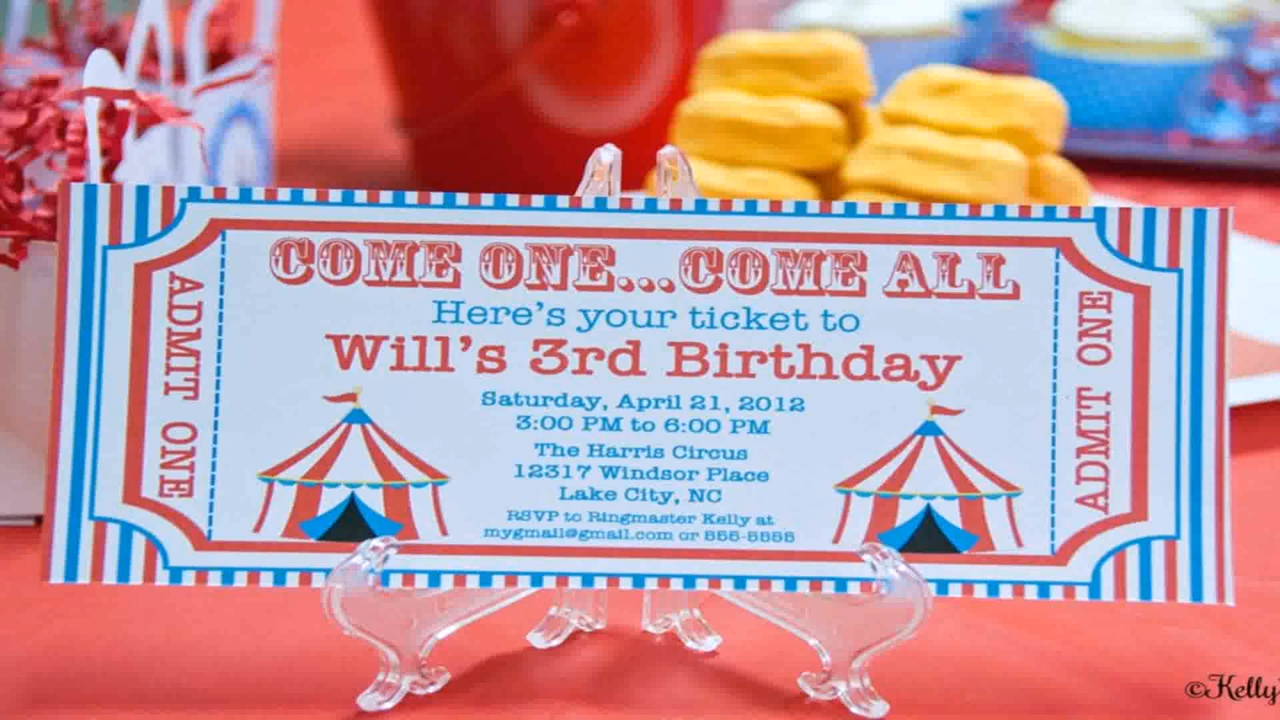 COME ONE...COME ALL
Here's your ticket to
Will's 3rd Birthday
Saturday, April 21, 2012
3:00 PM to 6:00 PM
The Harris Circus
12317 Windsor Place
Lake City, NC
RSVP to Ringmaster Kelly at
mygmail@gmail.com or 555-5555
ADMIT ONE
ADMIT ONE
©Kelly